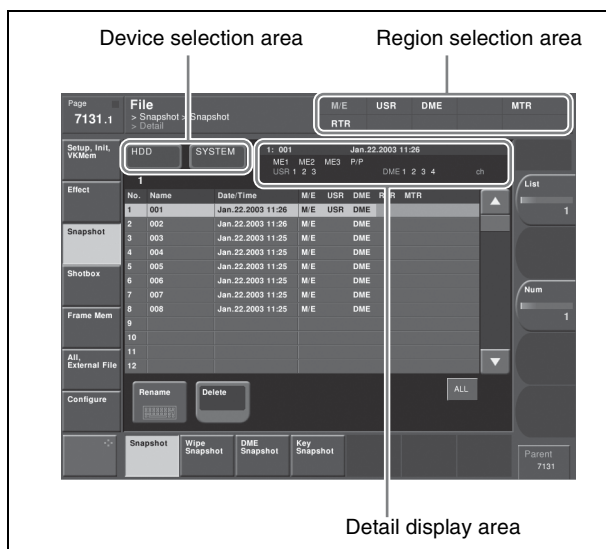 Device selection area
Region selection area
Page
7131.1
File
> Snapshot > Snapshot
> Detail
M/E USR DME MTR
RTR
Setup, Init,
VKMem
Effect
Snapshot
Shotbox
Frame Mem
All,
External File
Configure
HDD SYSTEM
1: 001 Jan.22.2003 11:26
ME1 ME2 ME3 P/P
USR 1 2 3 DME 1 2 3 4 ch
1
No. Name Date/Time M/E USR DME R R MTR
1 001 Jan.22.2003 11:26 M/E USR DME
2 002 Jan.22.2003 11:26 M/E DME
3 003 Jan.22.2003 11:25 M/E DME
4 004 Jan.22.2003 11:25 M/E DME
5 005 Jan.22.2003 11:25 M/E DME
6 006 Jan.22.2003 11:25 M/E DME
7 007 Jan.22.2003 11:25 M/E DME
8 008 Jan.22.2003 11:25 M/E DME
9
10
11
12
List
1
Num
1
Rename Delete ALL
Snapshot
Wipe
Snapshot
DME
Snapshot
Key
Snapshot
Parent
7131
Detail display area